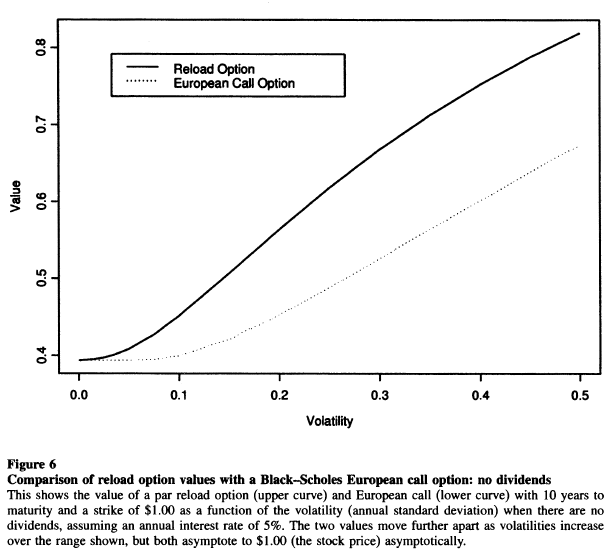 0.8
0.7
0.6
0.5
0.4
Value
Reload Option
European Call Option
0.0 0.1 0.2 0.3 0.4 0.5
Volatility
Figure 6
Comparison of reload option values with a Black–Scholes European call option: no dividends
This shows the value of a par reload option (upper curve) and European call (lower curve) with 10 years to
maturity and a strike of $1.00 as a function of the volatility (annual standard deviation) when there are no
dividends, assuming an annual interest rate of 5%. The two values move further apart as volatilities increase
over the range shown, but both asymptote to $1.00 (the stock price) asymptotically.